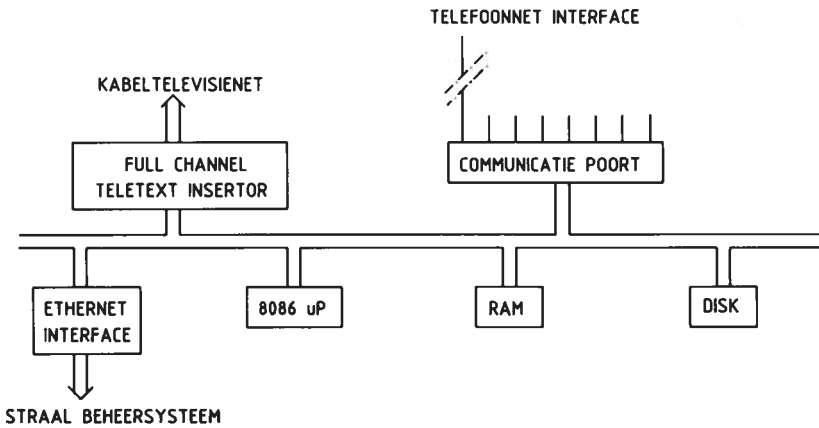 TELEFOONNET INTERFACE
KABELTELEVISIENET
FULL CHANNEL
TELETEXT INSERTOR
COMMUNICATIE POORT
ETHERNET
INTERFACE
8086 uP
RAM
DISK
STRAAL BEHEERSYSTEEM